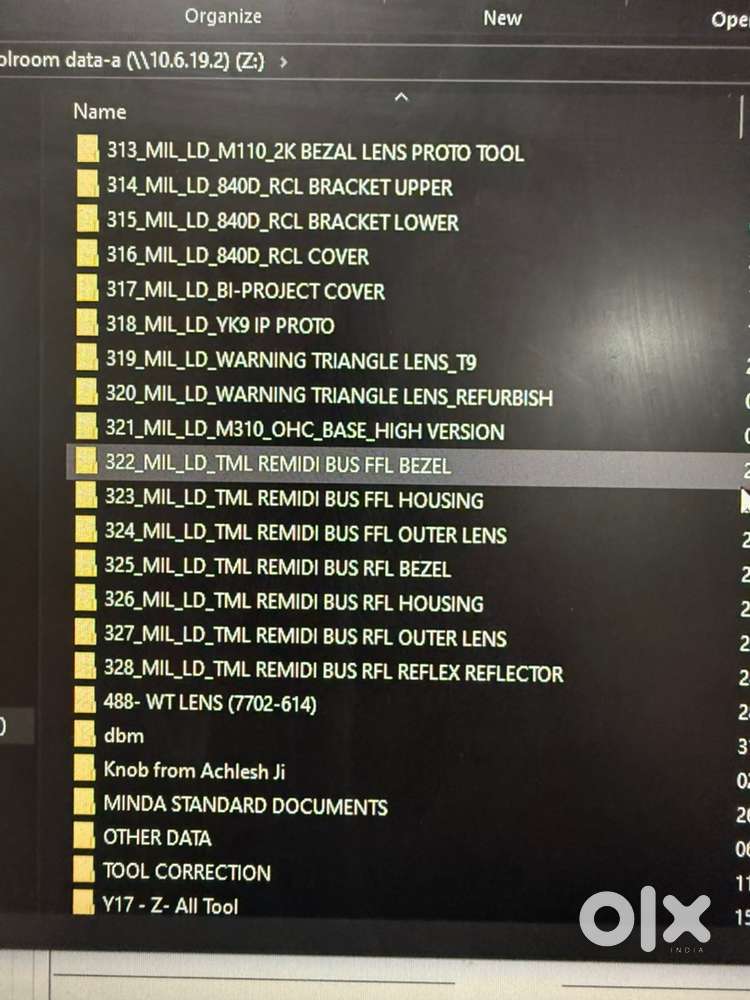 Organize
New
olroom data-a (\\10.6.19.2) (Z:)
Name
313_MIL_LD_M110_2K BEZAL LENS PROTO TOOL
314_MIL_LD_840D_RCL BRACKET UPPER
315_MIL_LD_840D_RCL BRACKET LOWER
316_MIL_LD_840D_RCL COVER
317_MIL_LD_BI-PROJECT COVER
318_MIL_LD_YK9 IP PROTO
319_MIL_LD_WARNING TRIANGLE LENS_T9
320_MIL_LD_WARNING TRIANGLE LENS_REFURBISH
321_MIL_LD_M310_OHC_BASE_HIGH VERSION
322_MIL_LD_TML REMIDI BUS FFL BEZEL
323_MIL_LD_TML REMIDI BUS FFL HOUSING
324_MIL_LD_TML REMIDI BUS FFL OUTER LENS
325_MIL_LD_TML REMIDI BUS RFL BEZEL
326_MIL_LD_TML REMIDI BUS RFL HOUSING
327_MIL_LD_TML REMIDI BUS RFL OUTER LENS
328_MIL_LD_TML REMIDI BUS RFL REFLEX REFLECTOR
488- WT LENS (7702-614)
dbm
Knob from Achlesh Ji
MINDA STANDARD DOCUMENTS
OTHER DATA
TOOL CORRECTION
Y17 - Z- All Tool
olx
INDIA